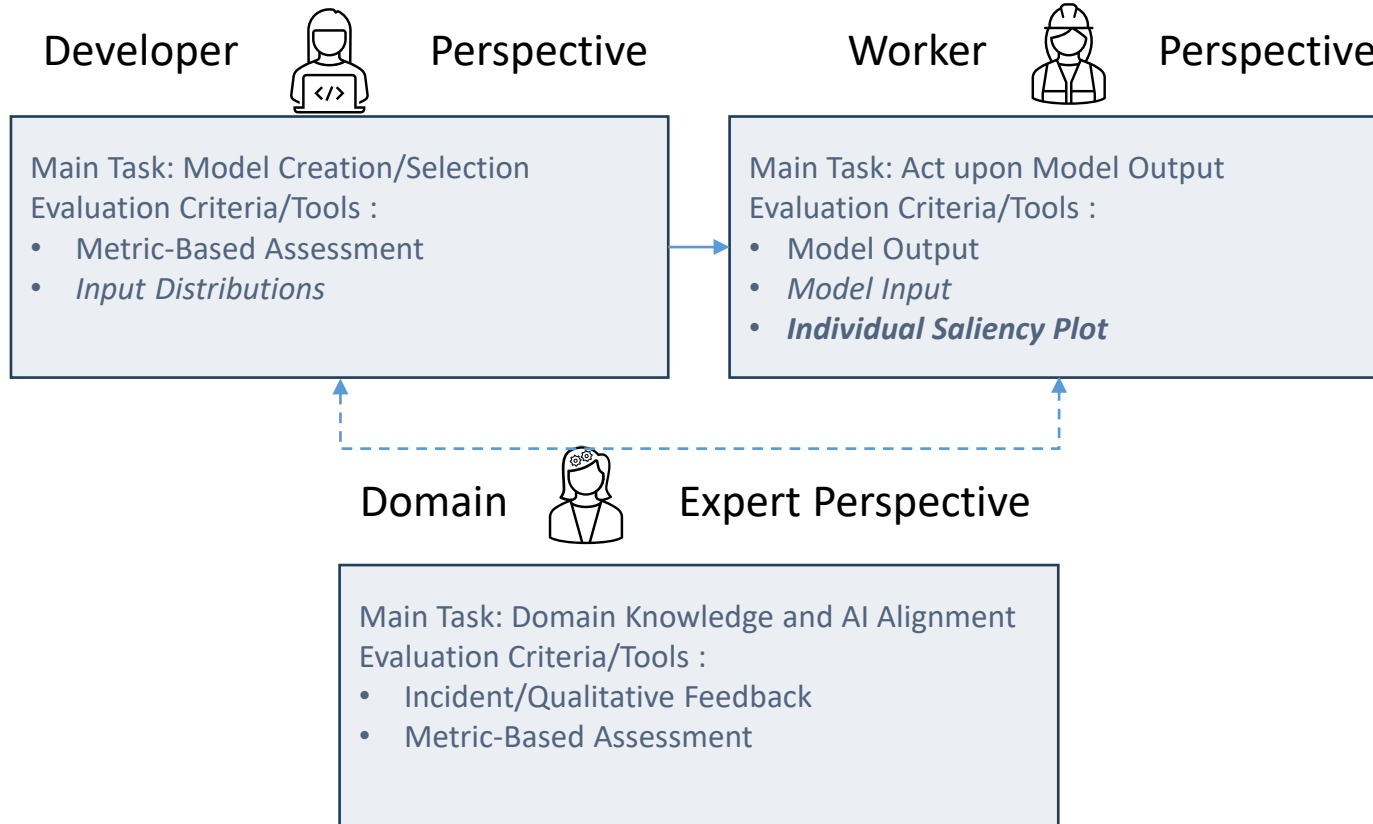 Developer Perspective
Worker Perspective
</>
Main Task: Model Creation/Selection
Evaluation Criteria/Tools :
• Metric-Based Assessment
• Input Distributions
Main Task: Act upon Model Output
Evaluation Criteria/Tools :
• Model Output
• Model Input
• Individual Saliency Plot
Domain Expert Perspective
Main Task: Domain Knowledge and AI Alignment
Evaluation Criteria/Tools :
• Incident/Qualitative Feedback
• Metric-Based Assessment